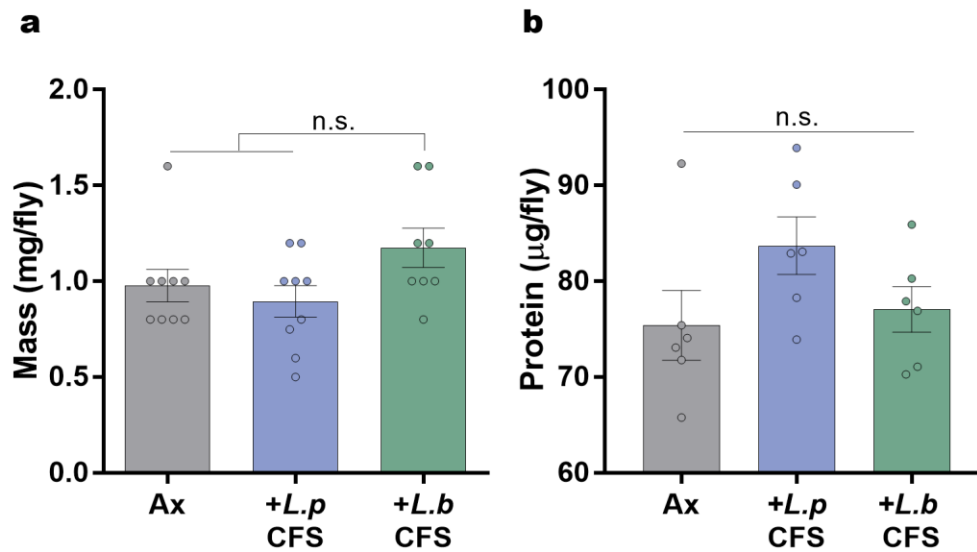 a
b
2.0
1.5
1.0
0.5
0.0
Mass (mg/fly)
n.s.
Ax
+L.p
CFS
+L.b
CFS
100
90
80
70
60
Protein (μg/fly)
n.s.
Ax
+L.p
CFS
+L.b
CFS